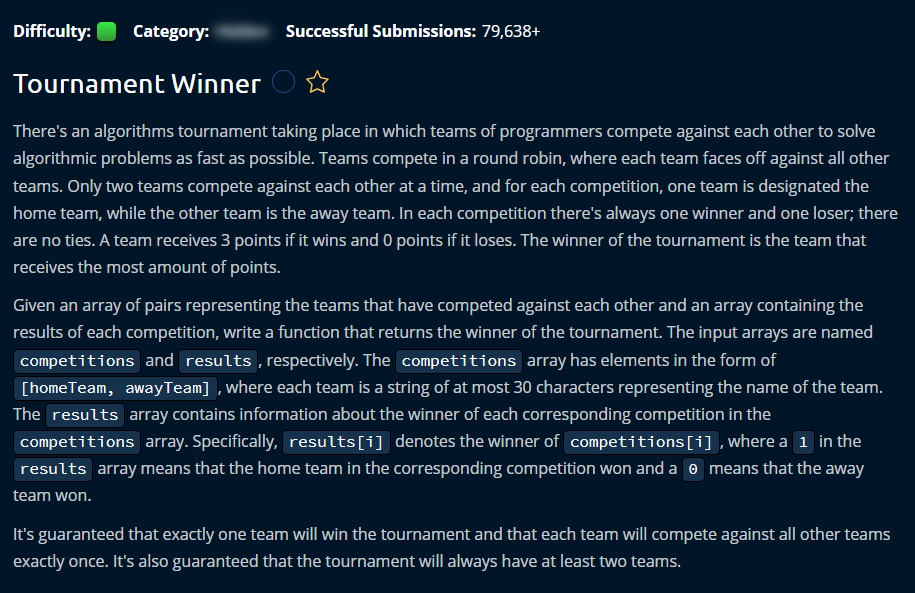 Difficulty: Category: Successful Submissions: 79,638+
Tournament Winner
There's an algorithms tournament taking place in which teams of programmers compete against each other to solve
algorithmic problems as fast as possible. Teams compete in a round robin, where each team faces off against all other
teams. Only two teams compete against each other at a time, and for each competition, one team is designated the
home team, while the other team is the away team. In each competition there's always one winner and one loser; there
are no ties. A team receives 3 points if it wins and 0 points if it loses. The winner of the tournament is the team that
receives the most amount of points.
Given an array of pairs representing the teams that have competed against each other and an array containing the
results of each competition, write a function that returns the winner of the tournament. The input arrays are named
competitions and results, respectively. The competitions array has elements in the form of
[homeTeam, awayTeam], where each team is a string of at most 30 characters representing the name of the team.
The results array contains information about the winner of each corresponding competition in the
competitions array. Specifically, results[i] denotes the winner of competitions[i], where a 1 in the
results array means that the home team in the corresponding competition won and a 0 means that the away
team won.
It's guaranteed that exactly one team will win the tournament and that each team will compete against all other teams
exactly once. It's also guaranteed that the tournament will always have at least two teams.